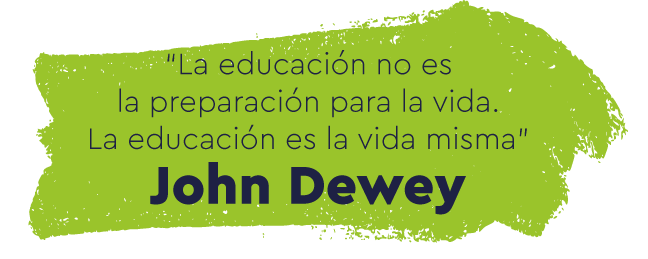 "La educación no es
la preparación para la vida.
La educación es la vida misma"
John Dewey